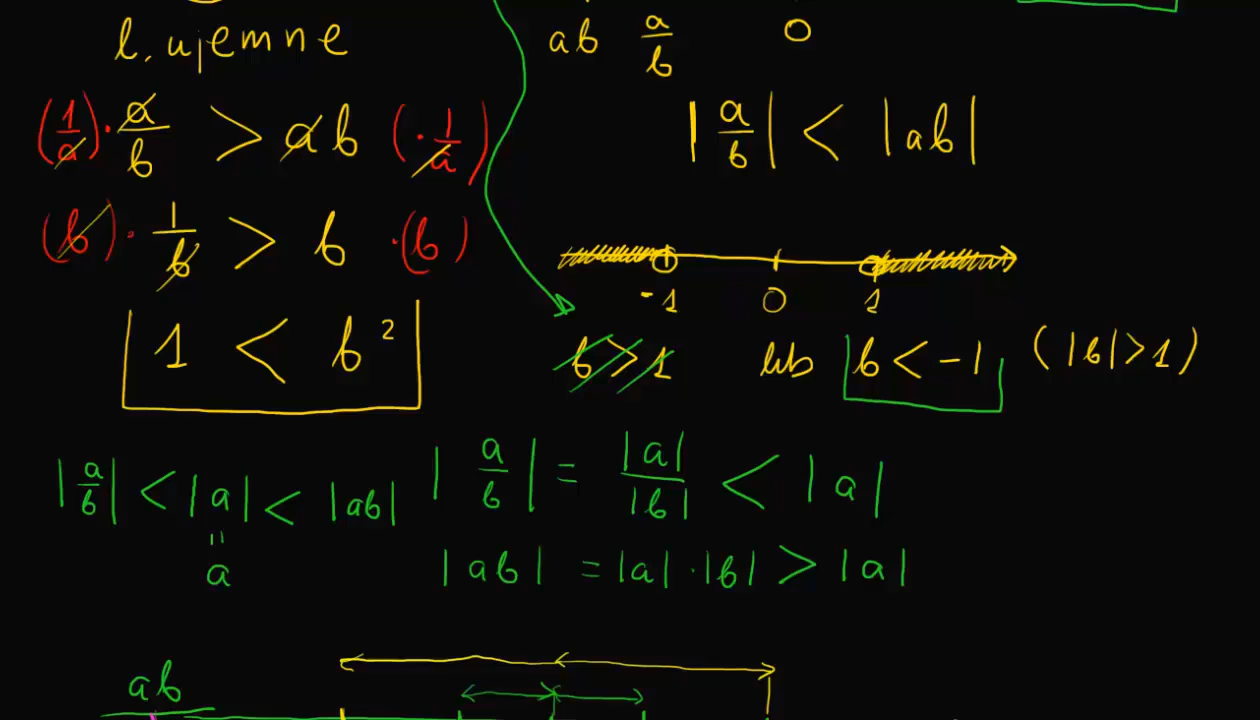 l. ujemne
ab a/b 0
(1/a) · a/b > ab (· 1/a)
|a/b| < |ab|
(b) · 1/b > b ·(b)
-1 0 1
1 < b²
b > 1 lub b < -1 (|b| > 1)
|a/b| < |a| < |ab|
|a/b| = |a|/|b| < |a|
"
a
|ab| = |a| · |b| > |a|
ab